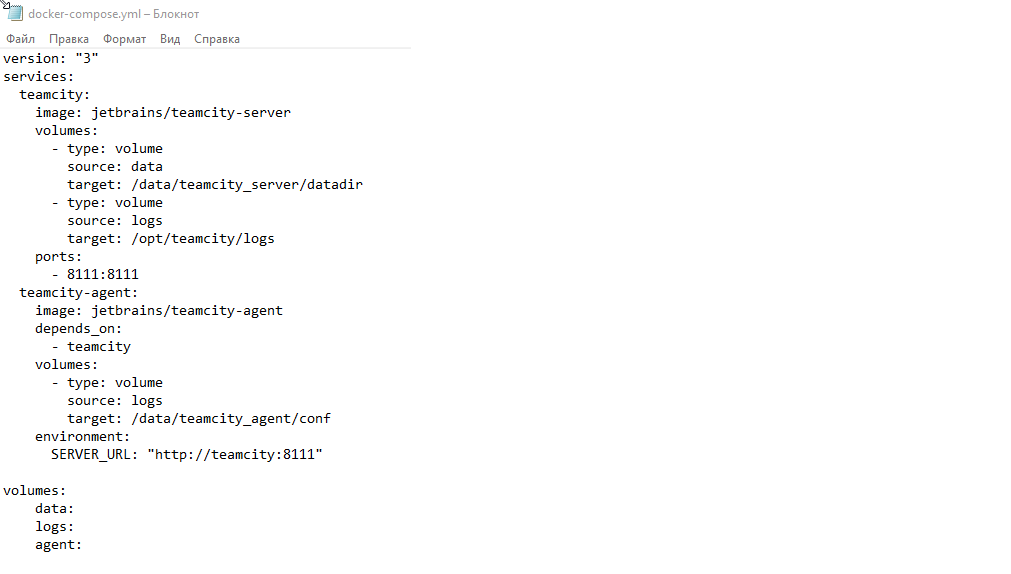 docker-compose.yml – Блокнот
Файл Правка Формат Вид Справка
version: "3"
services:
  teamcity:
    image: jetbrains/teamcity-server
    volumes:
      - type: volume
        source: data
        target: /data/teamcity_server/datadir
      - type: volume
        source: logs
        target: /opt/teamcity/logs
    ports:
      - 8111:8111
  teamcity-agent:
    image: jetbrains/teamcity-agent
    depends_on:
      - teamcity
    volumes:
      - type: volume
        source: logs
        target: /data/teamcity_agent/conf
    environment:
      SERVER_URL: "http://teamcity:8111"

volumes:
    data:
    logs:
    agent: